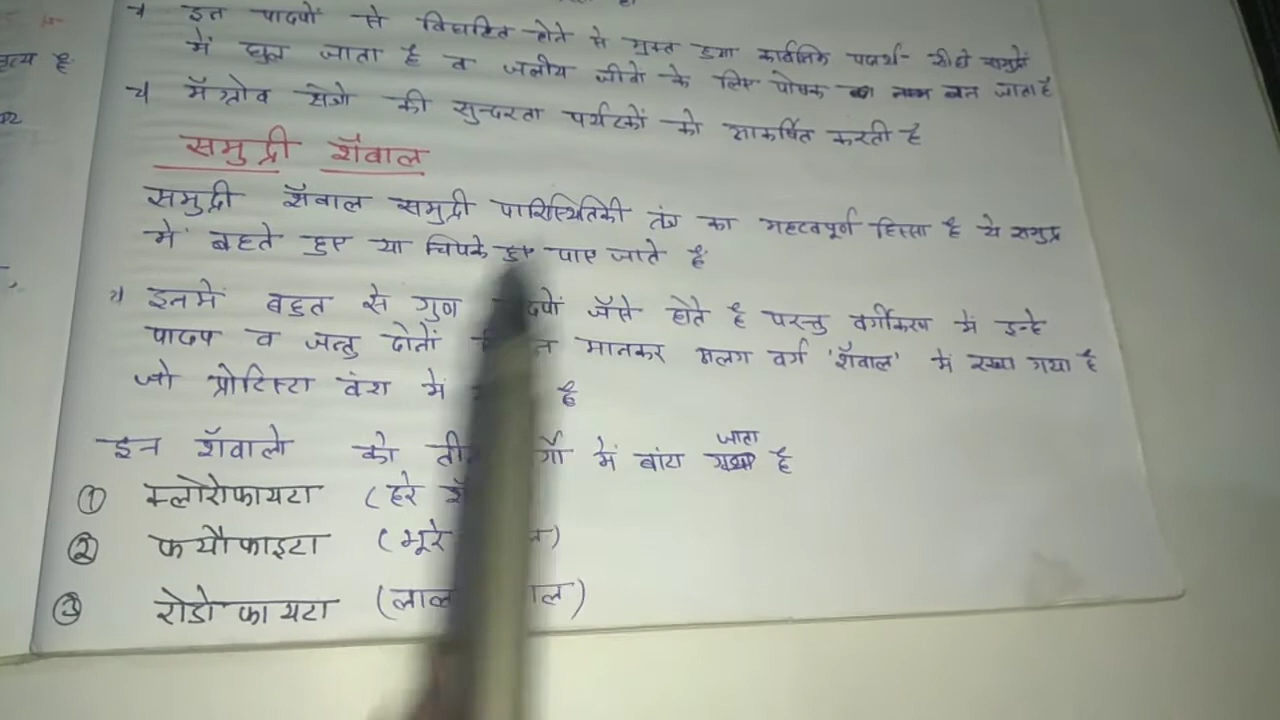 इन पादपों से विघटित होने से मुक्त हुआ कार्बनिक पदार्थ- सीधे समुद्रों
में घुल जाता है व जलीय जीवो के लिए पोषक बन जाता है
मैंग्रोव क्षेत्रो की सुन्दरता पर्यटकों को आकर्षित करती है
समुद्री शैवाल
समुद्री शैवाल समुद्री पारिस्थितिकी तंत्र का महत्वपूर्ण हिस्सा है ये समुद्र
में बहते हुए या चिपके हुए पाए जाते है
इनमें बहुत से गुण जैसे होते है परन्तु वर्गीकरण में इन्हे
पादप व जन्तु दोनों मानकर अलग वर्ग 'शैवाल' में रखा गया है
जो प्रोटिस्टा वंश में है
इन शैवालो को में बांटा जाता है
① क्लोरोफायटा (हरे
② फयौफाइटा (भूरे
③ रोडोफायटा (लाल